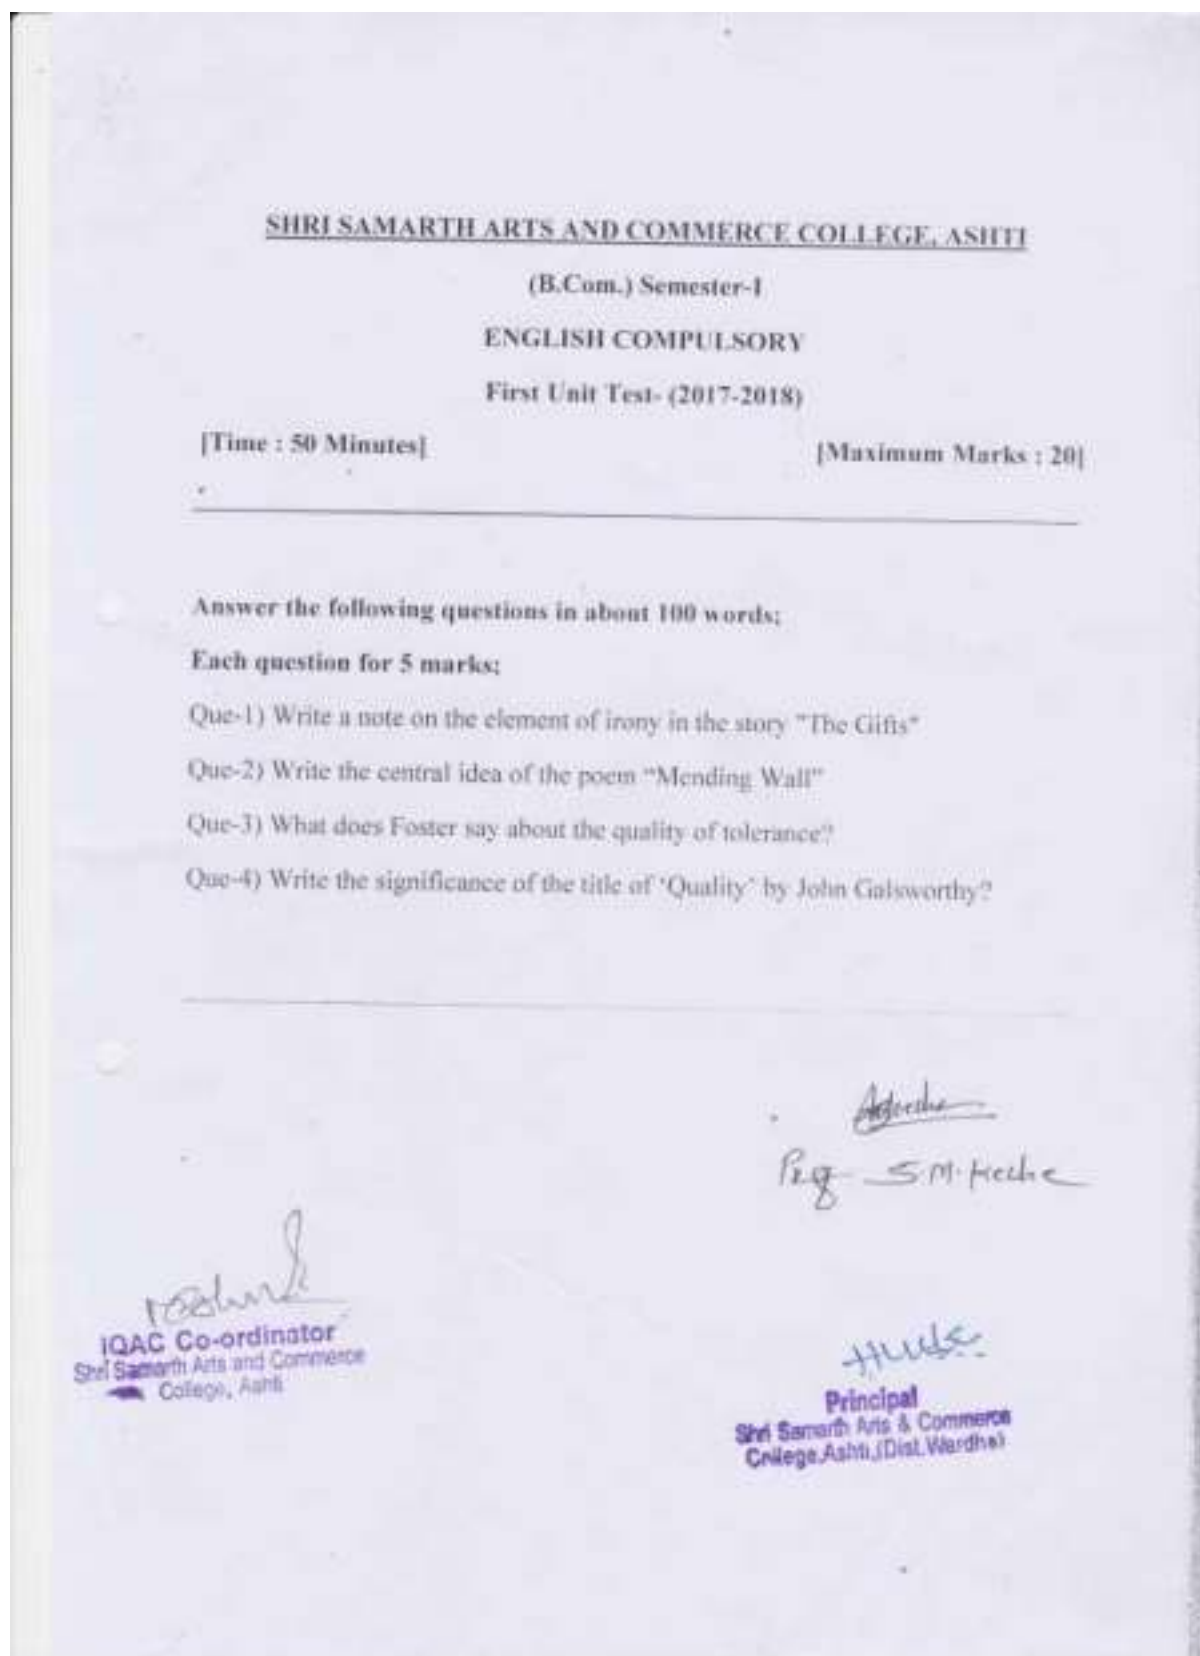 SHRI SAMARTH ARTS AND COMMERCE COLLEGE, ASHTI
(B.Com.) Semester-I
ENGLISH COMPULSORY
First Unit Test- (2017-2018)
[Time : 50 Minutes]
[Maximum Marks : 20]
Answer the following questions in about 100 words;
Each question for 5 marks;
Que-1) Write a note on the element of irony in the story "The Gifts"
Que-2) Write the central idea of the poem “Mending Wall”
Que-3) What does Foster say about the quality of tolerance?
Que-4) Write the significance of the title of ‘Quality’ by John Galsworthy?
S.M.
IQAC Co-ordinator
Shri Samarth Arts and Commerce
College, Ashti
Principal
Shri Samarth Arts & Commerce
College,Ashti,(Dist.Wardha)